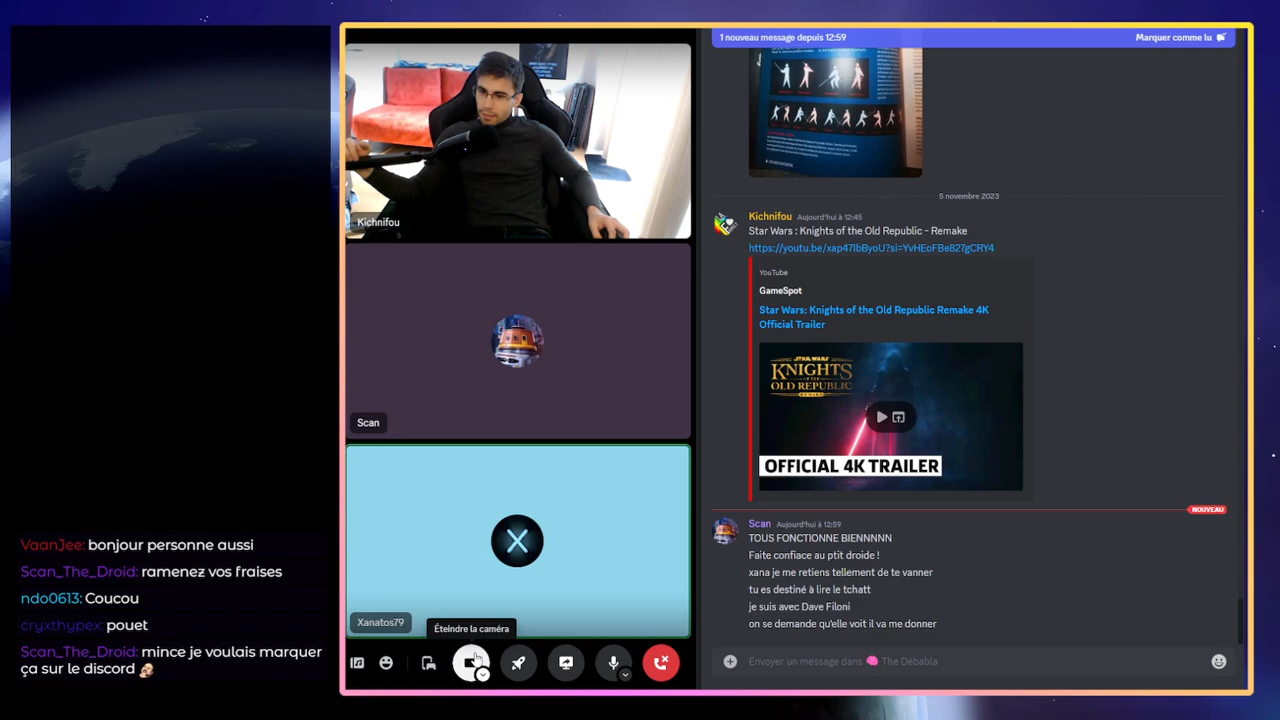 1 nouveau message depuis 12:59
Marquer comme lu
5 novembre 2023
Kichnifou Aujourd'hui à 12:45
Star Wars : Knights of the Old Republic - Remake
https://youtu.be/xap47IbByoU?si=YvHEoFBe827gCRY4
YouTube
GameSpot
Star Wars: Knights of the Old Republic Remake 4K
Official Trailer
STAR WARS
KNIGHTS
OF THE
OLD REPUBLIC
REMAKE
OFFICIAL 4K TRAILER
NOUVEAU
Scan Aujourd'hui à 12:59
TOUS FONCTIONNE BIENNNNN
Faite confiace au ptit droide !
xana je me retiens tellement de te vanner
tu es destiné à lire le tchatt
je suis avec Dave Filoni
on se demande qu'elle voit il va me donner
Envoyer un message dans 🧠 The Débabla
Kichnifou
Scan
Xanatos79
Éteindre la caméra
VaanJee: bonjour personne aussi
Scan_The_Droid: ramenez vos fraises
ndo0613: Coucou
cryxthypex: pouet
Scan_The_Droid: mince je voulais marquer
ça sur le discord